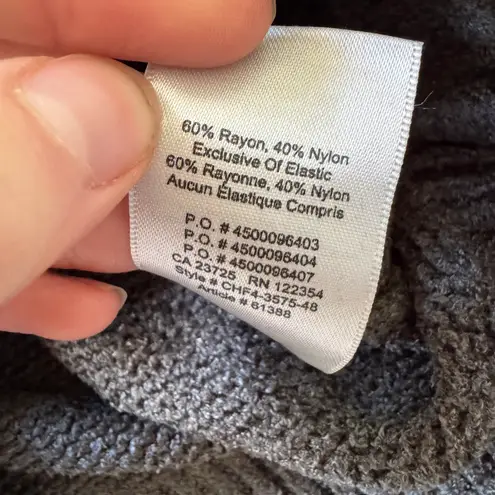 60% Rayon, 40% Nylon
Exclusive Of Elastic
60% Rayonne, 40% Nylon
Aucun Élastique Compris
P.O. # 4500096403
P.O. # 4500096404
P.O. # 4500096407
CA 23725 RN 122354
Style # CHF4-3575-48
Article # 61388